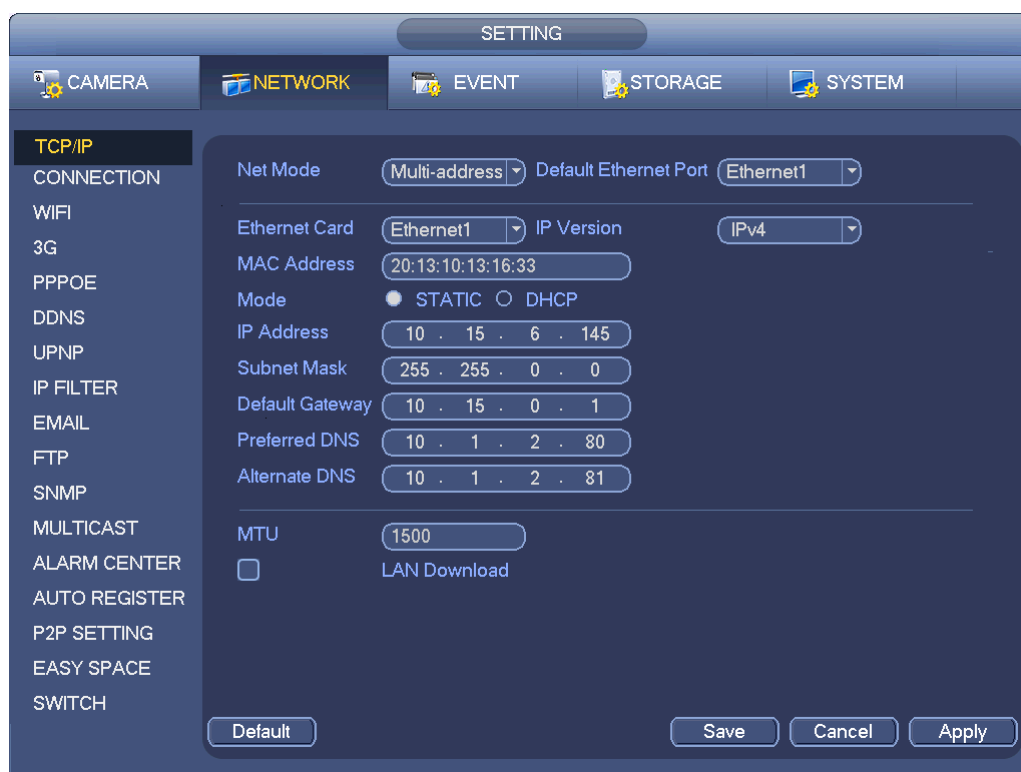 SETTING
CAMERA NETWORK EVENT STORAGE SYSTEM
TCP/IP
CONNECTION
WIFI
3G
PPPOE
DDNS
UPNP
IP FILTER
EMAIL
FTP
SNMP
MULTICAST
ALARM CENTER
AUTO REGISTER
P2P SETTING
EASY SPACE
SWITCH
Net Mode Multi-address Default Ethernet Port Ethernet1
Ethernet Card Ethernet1 IP Version IPv4
MAC Address 20:13:10:13:16:33
Mode STATIC DHCP
IP Address 10 . 15 . 6 . 145
Subnet Mask 255 . 255 . 0 . 0
Default Gateway 10 . 15 . 0 . 1
Preferred DNS 10 . 1 . 2 . 80
Alternate DNS 10 . 1 . 2 . 81
MTU 1500
LAN Download
Default Save Cancel Apply